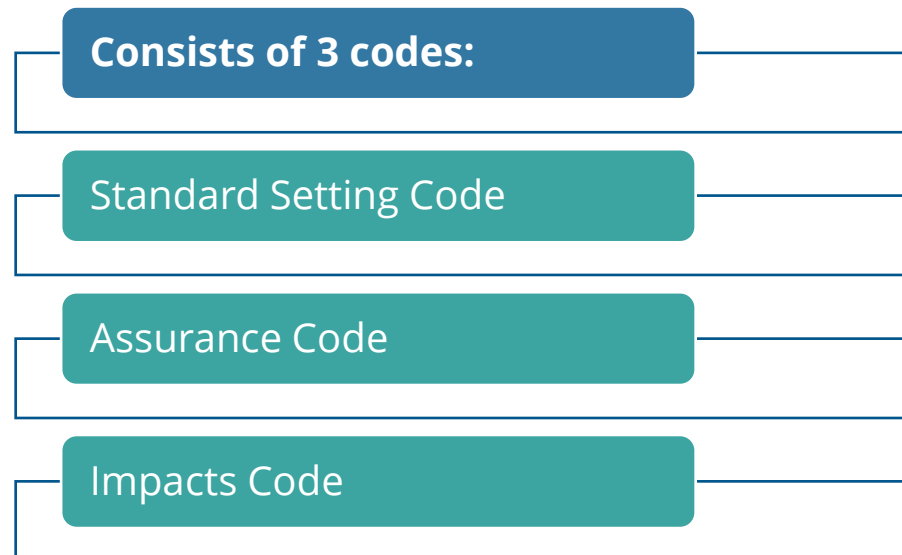 Consists of 3 codes:
Standard Setting Code
Assurance Code
Impacts Code